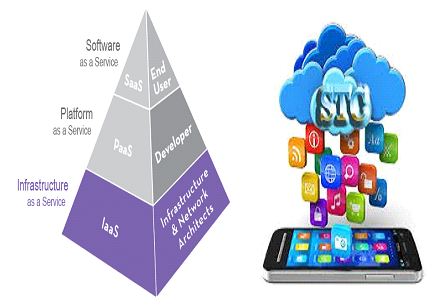 Software
as a Service
Platform
as a Service
Infrastructure
as a Service
SaaS
End
User
PaaS
Developer
IaaS
Infrastructure
& Network
Architects
STC